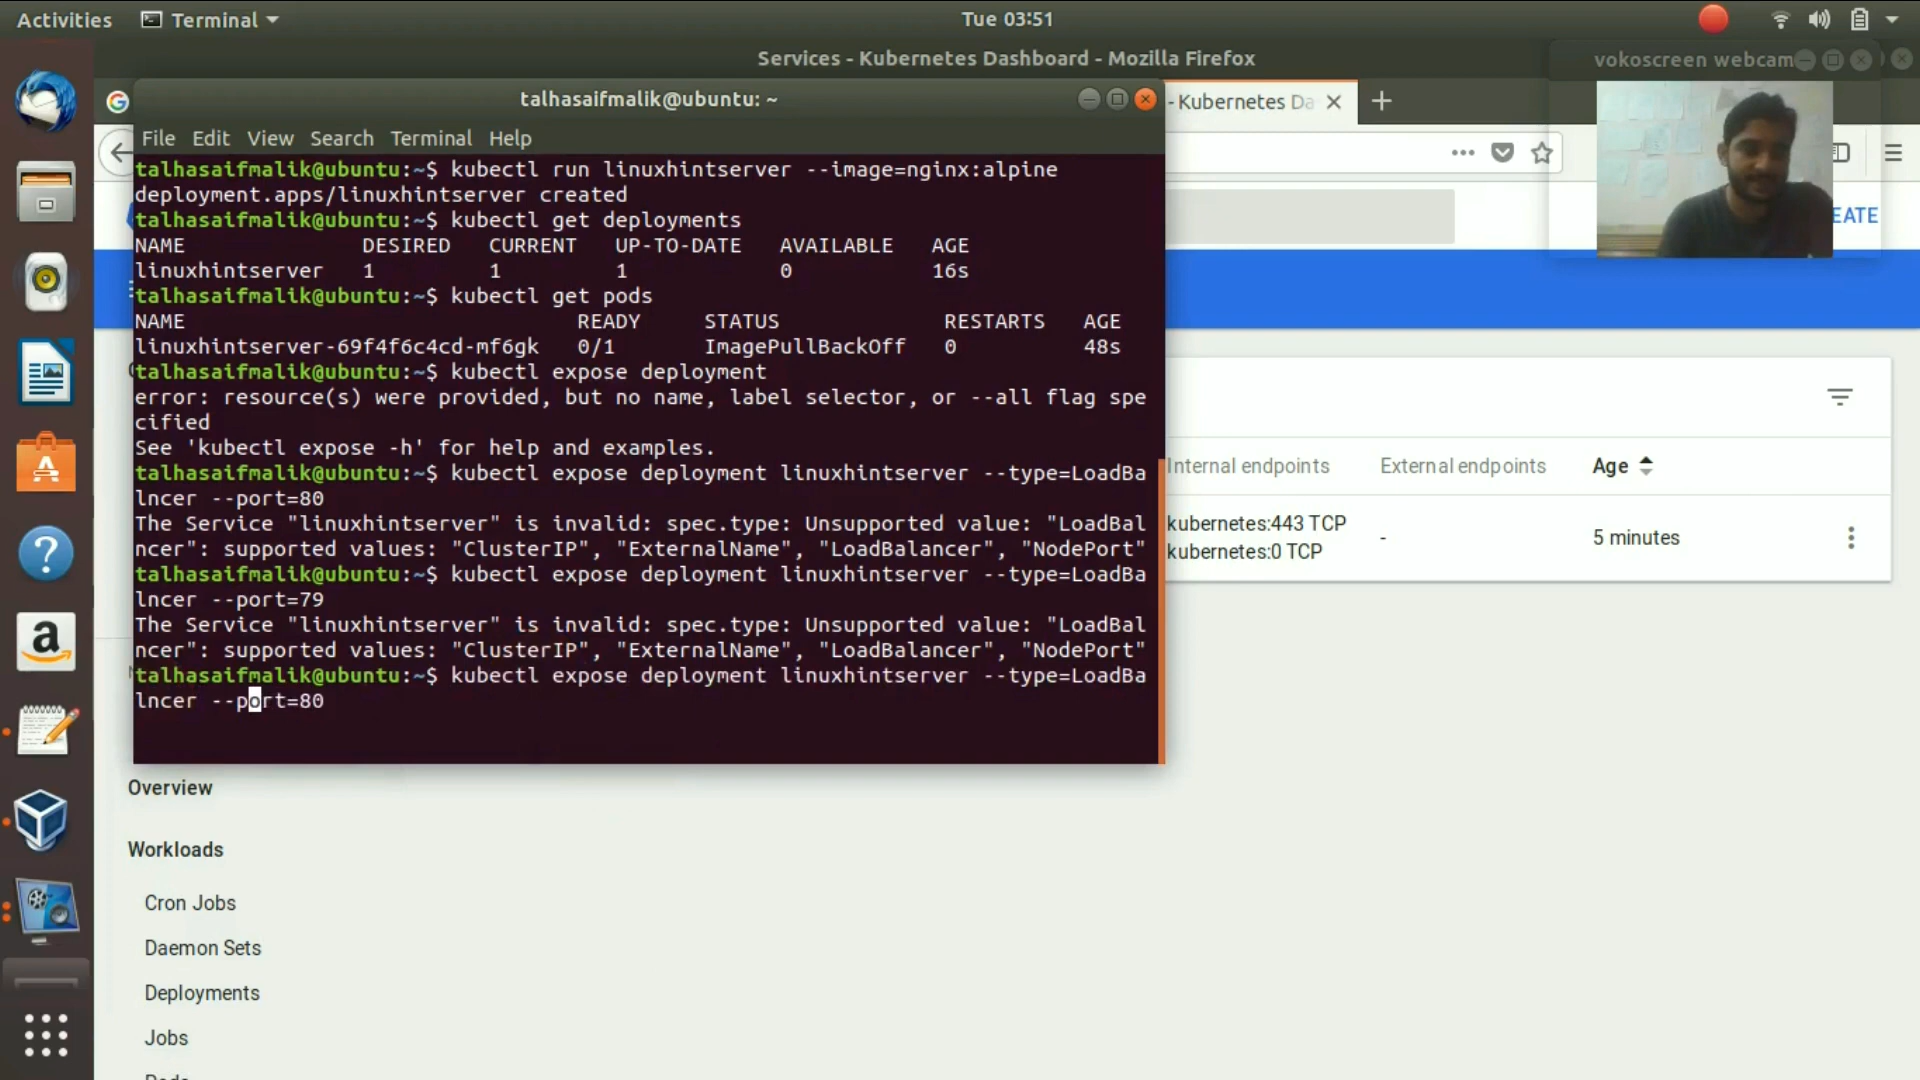 Activities Terminal Tue 03:51
Services - Kubernetes Dashboard - Mozilla Firefox
vokoscreen webcam
talhasaifmalik@ubuntu: ~
- Kubernetes Da
File Edit View Search Terminal Help
talhasaifmalik@ubuntu:~$ kubectl run linuxhintserver --image=nginx:alpine
deployment.apps/linuxhintserver created
talhasaifmalik@ubuntu:~$ kubectl get deployments
NAME DESIRED CURRENT UP-TO-DATE AVAILABLE AGE
linuxhintserver 1 1 1 0 16s
talhasaifmalik@ubuntu:~$ kubectl get pods
NAME READY STATUS RESTARTS AGE
linuxhintserver-69f4f6c4cd-mf6gk 0/1 ImagePullBackOff 0 48s
talhasaifmalik@ubuntu:~$ kubectl expose deployment
error: resource(s) were provided, but no name, label selector, or --all flag spe
cified
See 'kubectl expose -h' for help and examples.
talhasaifmalik@ubuntu:~$ kubectl expose deployment linuxhintserver --type=LoadBa
lncer --port=80
The Service "linuxhintserver" is invalid: spec.type: Unsupported value: "LoadBal
ncer": supported values: "ClusterIP", "ExternalName", "LoadBalancer", "NodePort"
talhasaifmalik@ubuntu:~$ kubectl expose deployment linuxhintserver --type=LoadBa
lncer --port=79
The Service "linuxhintserver" is invalid: spec.type: Unsupported value: "LoadBal
ncer": supported values: "ClusterIP", "ExternalName", "LoadBalancer", "NodePort"
talhasaifmalik@ubuntu:~$ kubectl expose deployment linuxhintserver --type=LoadBa
lncer --port=80
EATE
Internal endpoints External endpoints Age
kubernetes:443 TCP
kubernetes:0 TCP
- 5 minutes
Overview
Workloads
Cron Jobs
Daemon Sets
Deployments
Jobs